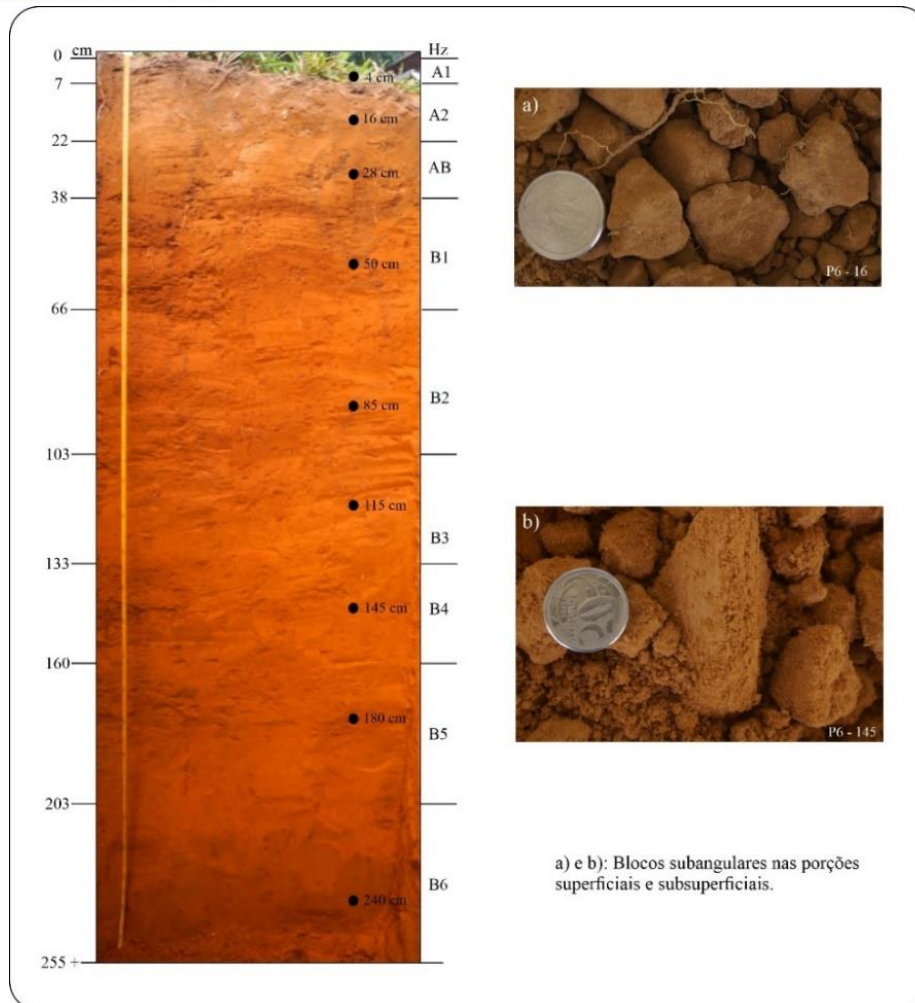 cm
Hz
0
A1
4 cm
7
A2
16 cm
22
AB
28 cm
38
B1
50 cm
66
B2
85 cm
103
115 cm
B3
133
B4
145 cm
160
180 cm
B5
203
B6
240 cm
255 +
a)
P6 - 16
b)
P6 - 145
a) e b): Blocos subangulares nas porções
superficiais e subsuperficiais.